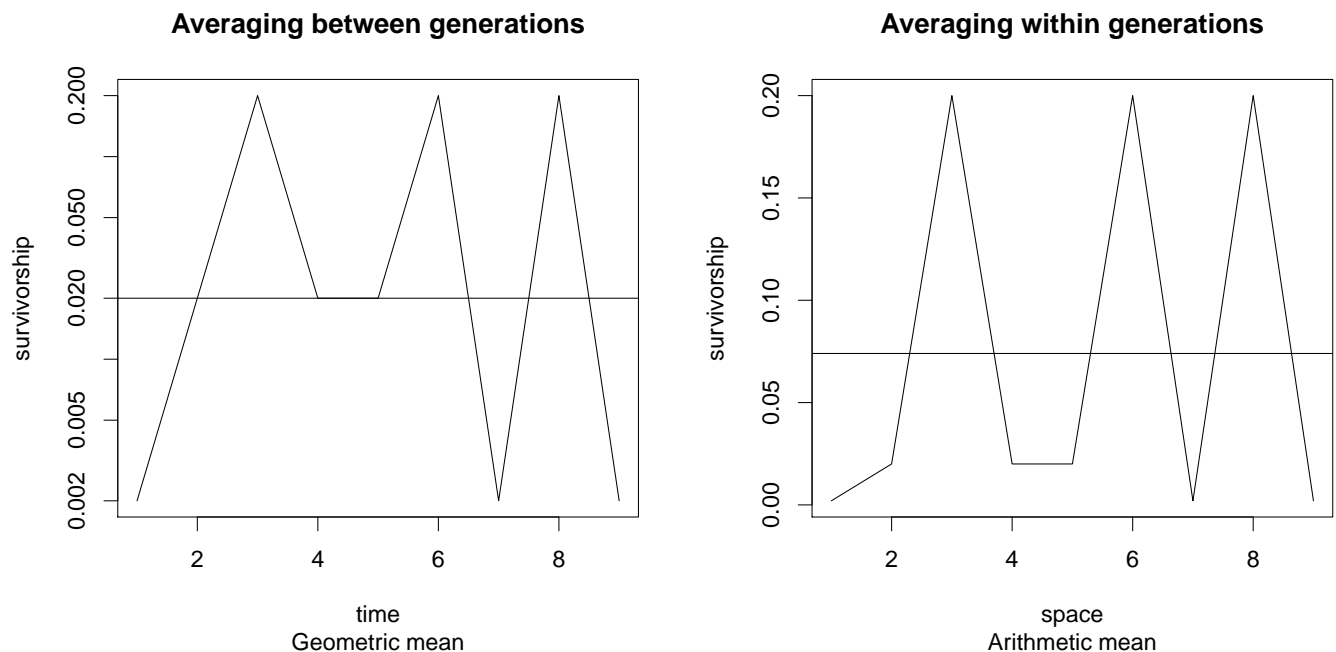 Averaging between generations
survivorship
0.200
0.050
0.020
0.005
0.002
2 4 6 8
time
Geometric mean
Averaging within generations
survivorship
0.20
0.15
0.10
0.05
0.00
2 4 6 8
space
Arithmetic mean